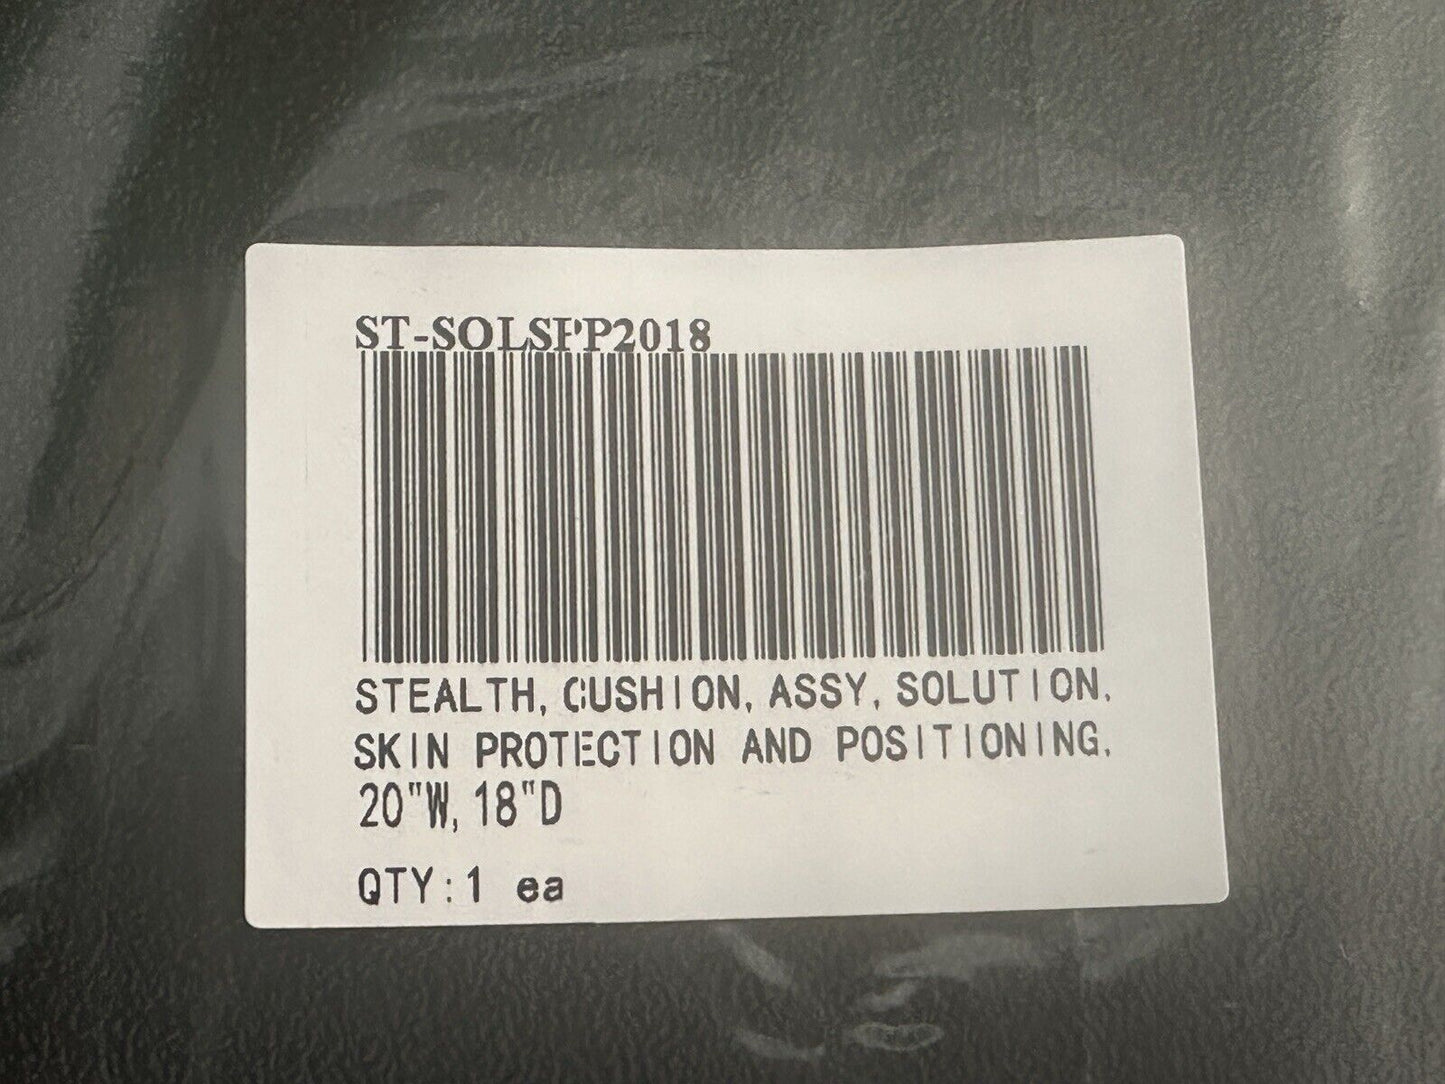 ST-SOLSPP2018
STEALTH, CUSHION, ASSY, SOLUTION,
SKIN PROTECTION AND POSITIONING,
20"W, 18"D
QTY:1 ea